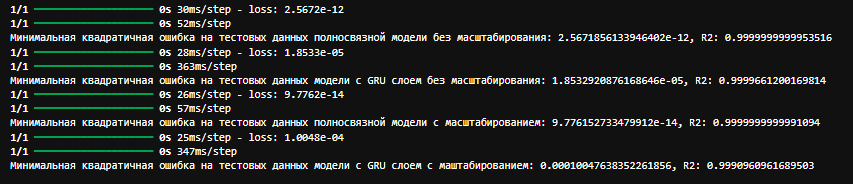 1/1 ━━━━━━━━━━━━━━━━━━━━ 0s 30ms/step - loss: 2.5672e-12
1/1 ━━━━━━━━━━━━━━━━━━━━ 0s 52ms/step
Минимальная квадратичная ошибка на тестовых данных полносвязной модели без масштабирования: 2.5671856133946402e-12, R2: 0.9999999999953516
1/1 ━━━━━━━━━━━━━━━━━━━━ 0s 28ms/step - loss: 1.8533e-05
1/1 ━━━━━━━━━━━━━━━━━━━━ 0s 363ms/step
Минимальная квадратичная ошибка на тестовых данных модели с GRU слоем без масштабирования: 1.8532920876168646e-05, R2: 0.9999661200169814
1/1 ━━━━━━━━━━━━━━━━━━━━ 0s 26ms/step - loss: 9.7762e-14
1/1 ━━━━━━━━━━━━━━━━━━━━ 0s 57ms/step
Минимальная квадратичная ошибка на тестовых данных полносвязной модели с масштабированием: 9.776152733479912e-14, R2: 0.9999999999991094
1/1 ━━━━━━━━━━━━━━━━━━━━ 0s 25ms/step - loss: 1.0048e-04
1/1 ━━━━━━━━━━━━━━━━━━━━ 0s 347ms/step
Минимальная квадратичная ошибка на тестовых данных модели с GRU слоем с маштабированием: 0.00010047638352261856, R2: 0.9990960961689503